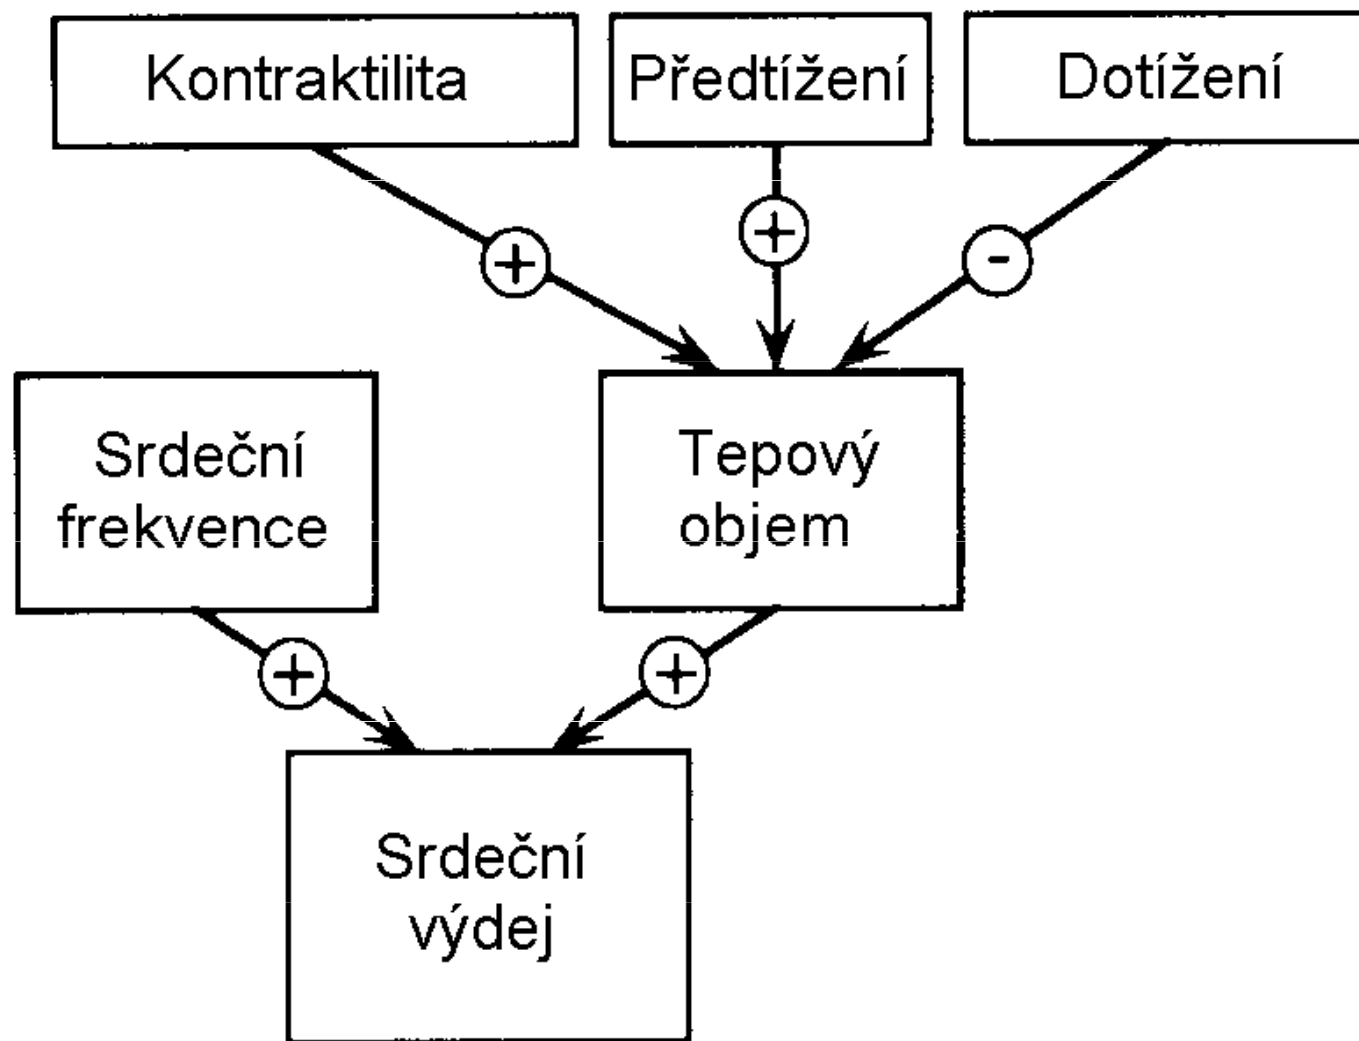 Kontraktilita
Předtížení
Dotížení
+
+
-
Srdeční
frekvence
Tepový
objem
+
+
Srdeční
výdej